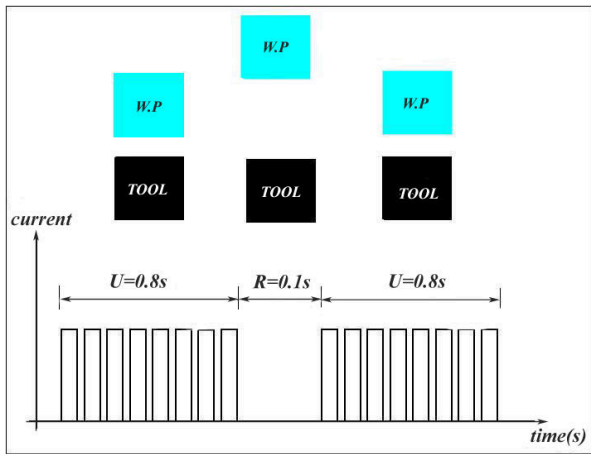 W.P
W.P
W.P
TOOL
TOOL
TOOL
current
U=0.8s
R=0.1s
U=0.8s
time(s)